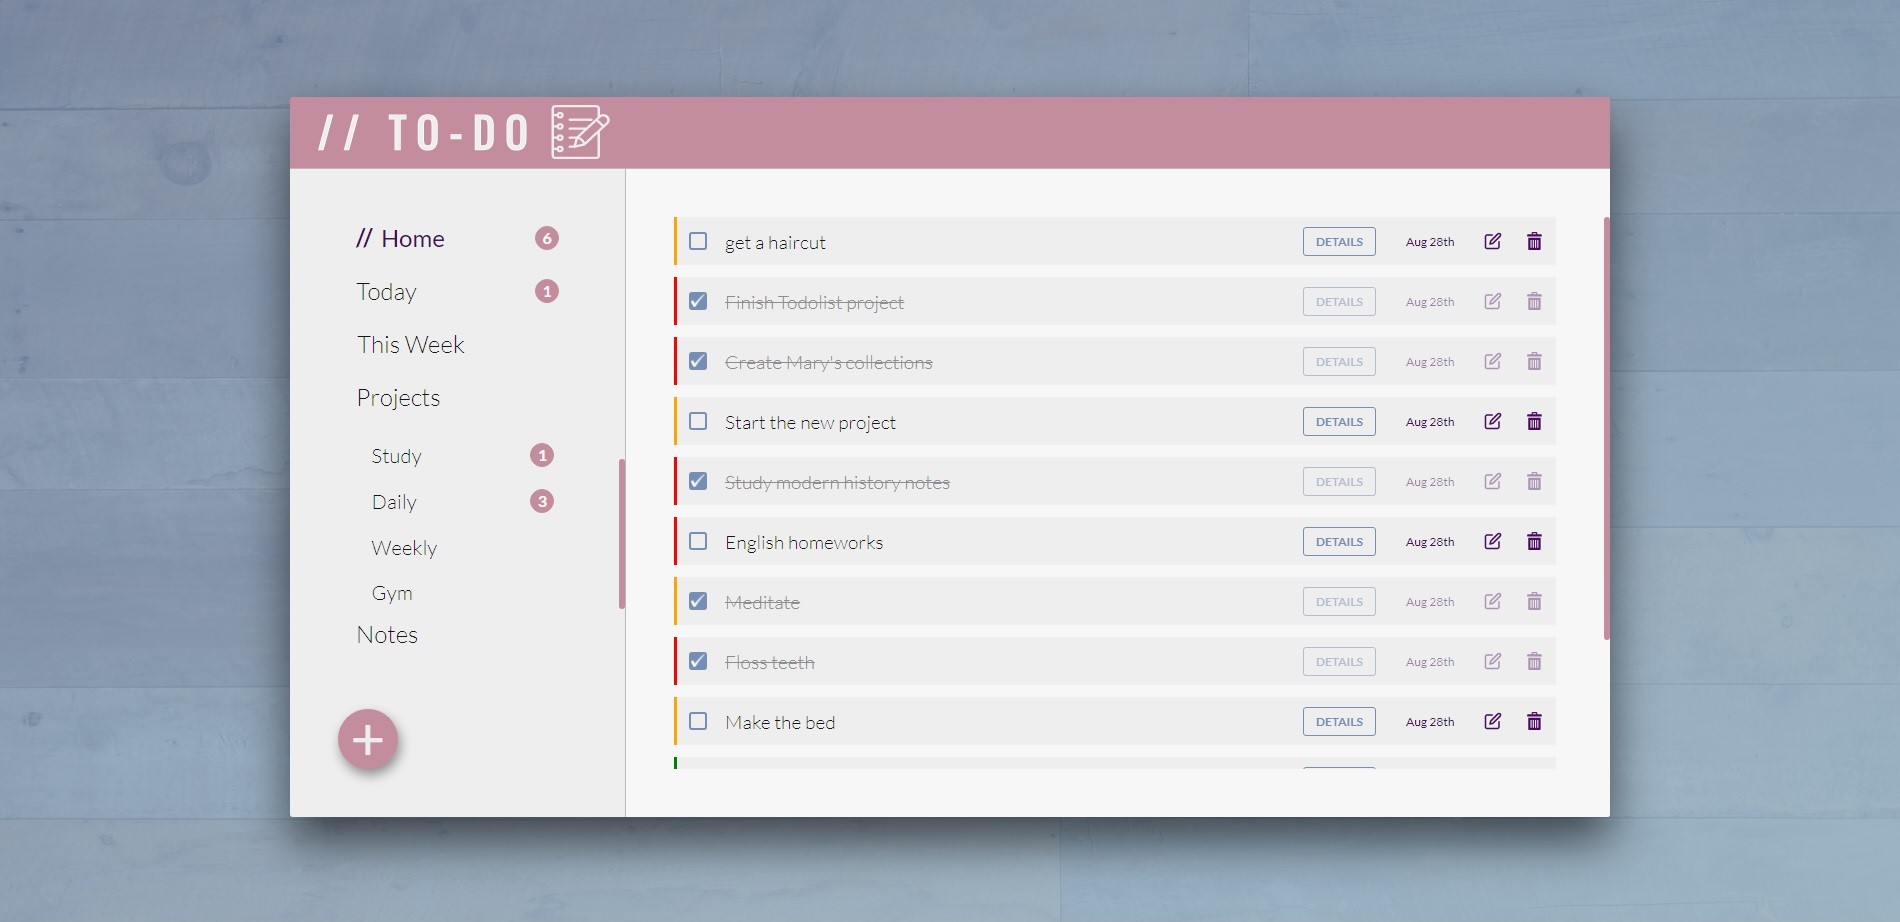 // TO-DO
// Home 6
Today 1
This Week
Projects
Study 1
Daily 3
Weekly
Gym
Notes
get a haircut DETAILS Aug 28th
Finish Todolist project DETAILS Aug 28th
Create Mary's collections DETAILS Aug 28th
Start the new project DETAILS Aug 28th
Study modern history notes DETAILS Aug 28th
English homeworks DETAILS Aug 28th
Meditate DETAILS Aug 28th
Floss teeth DETAILS Aug 28th
Make the bed DETAILS Aug 28th